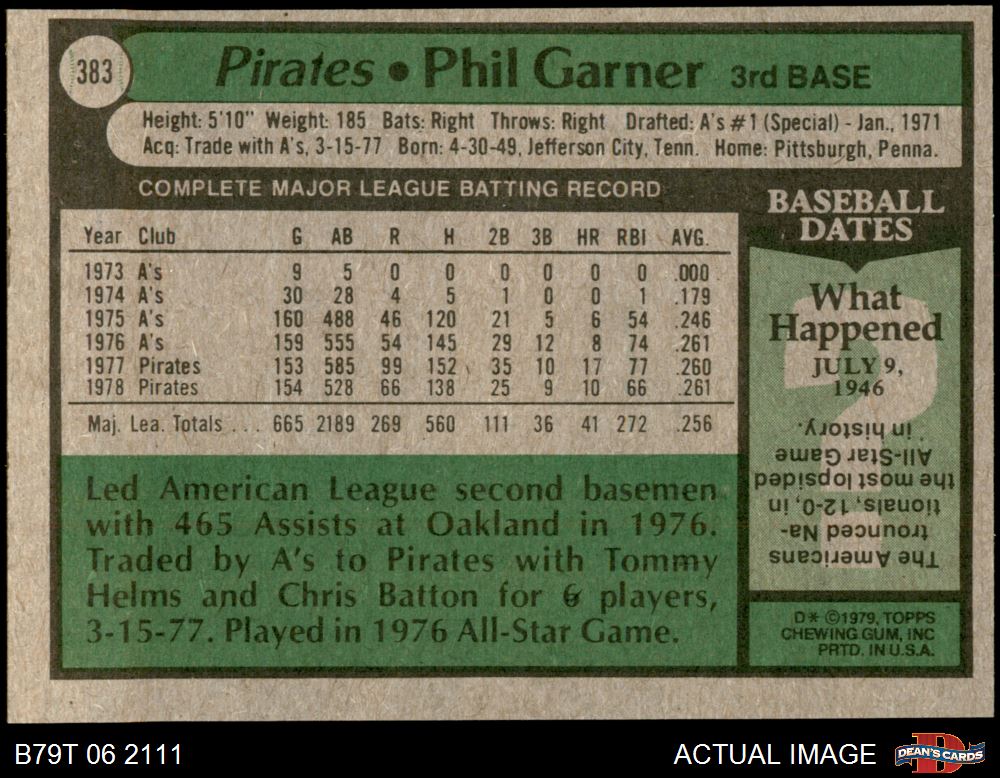 383
Pirates • Phil Garner 3rd BASE
Height: 5'10" Weight: 185 Bats: Right Throws: Right Drafted: A's #1 (Special) - Jan., 1971
Acq: Trade with A's, 3-15-77 Born: 4-30-49, Jefferson City, Tenn. Home: Pittsburgh, Penna.
COMPLETE MAJOR LEAGUE BATTING RECORD
Year Club G AB R H 2B 3B HR RBI AVG.
1973 A's 9 5 0 0 0 0 0 0 .000
1974 A's 30 28 4 5 1 0 0 1 .179
1975 A's 160 488 46 120 21 5 6 54 .246
1976 A's 159 555 54 145 29 12 8 74 .261
1977 Pirates 153 585 99 152 35 10 17 77 .260
1978 Pirates 154 528 66 138 25 9 10 66 .261
Maj. Lea. Totals . . . 665 2189 269 560 111 36 41 272 .256
Led American League second basemen
with 465 Assists at Oakland in 1976.
Traded by A's to Pirates with Tommy
Helms and Chris Batton for 6 players,
3-15-77. Played in 1976 All-Star Game.
BASEBALL
DATES
What
Happened
JULY 9,
1946
The Americans
trounced Na-
tionals, 12-0, in
the most lopsided
All-Star Game
in history.
D* ©1979, TOPPS
CHEWING GUM, INC
PRTD. IN U.S.A.
B79T 06 2111
ACTUAL IMAGE
DEAN'S CARDS